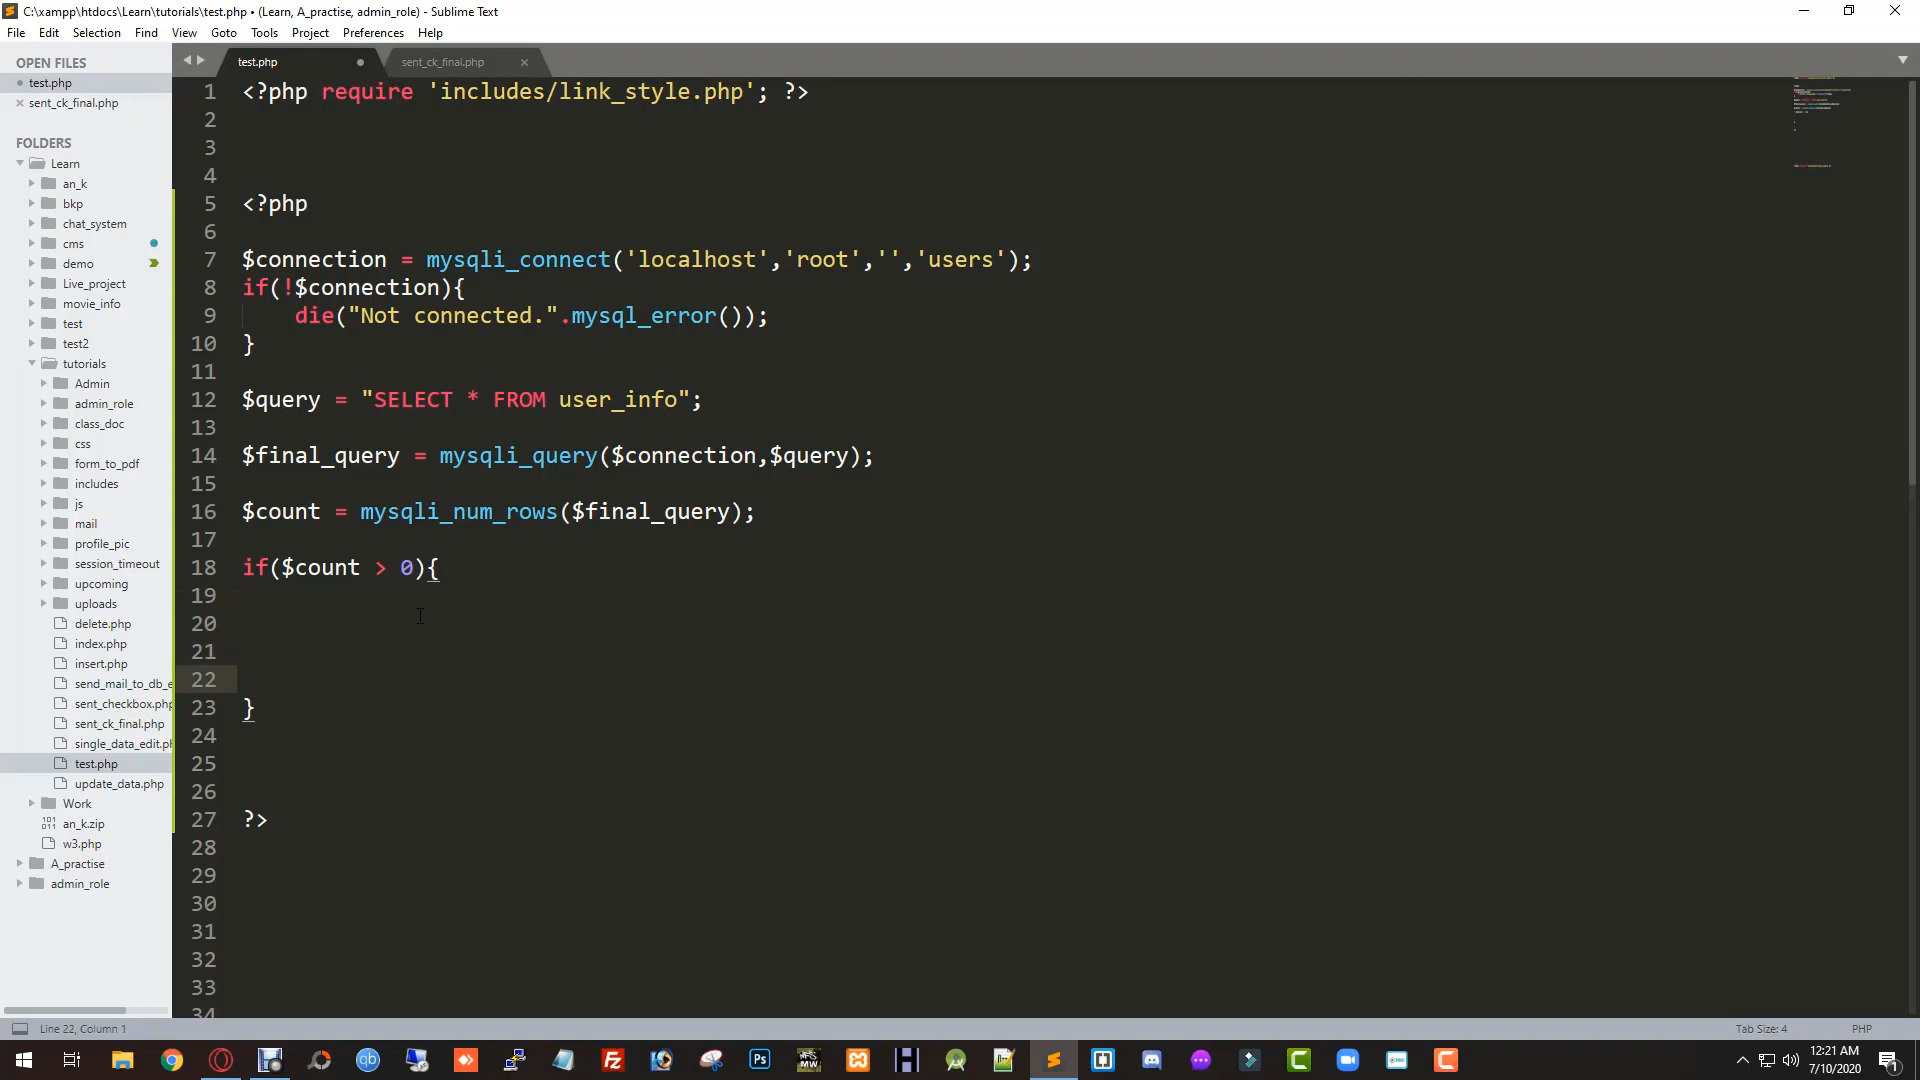 C:\xampp\htdocs\Learn\tutorials\test.php • (Learn, A_practise, admin_role) - Sublime Text
File Edit Selection Find View Goto Tools Project Preferences Help
OPEN FILES
test.php
sent_ck_final.php
FOLDERS
Learn
an_k
bkp
chat_system
cms
demo
Live_project
movie_info
test
test2
tutorials
Admin
admin_role
class_doc
css
form_to_pdf
includes
js
mail
profile_pic
session_timeout
upcoming
uploads
delete.php
index.php
insert.php
send_mail_to_db_e
sent_checkbox.php
sent_ck_final.php
single_data_edit.ph
test.php
update_data.php
Work
an_k.zip
w3.php
A_practise
admin_role
test.php sent_ck_final.php
1 <?php require 'includes/link_style.php'; ?>
2
3
4
5 <?php
6
7 $connection = mysqli_connect('localhost','root','','users');
8 if(!$connection){
9 die("Not connected.".mysql_error());
10 }
11
12 $query = "SELECT * FROM user_info";
13
14 $final_query = mysqli_query($connection,$query);
15
16 $count = mysqli_num_rows($final_query);
17
18 if($count > 0){
19
20
21
22
23 }
24
25
26
27 ?>
28
29
30
31
32
33
34
Line 22, Column 1 Tab Size: 4 PHP
12:21 AM
7/10/2020